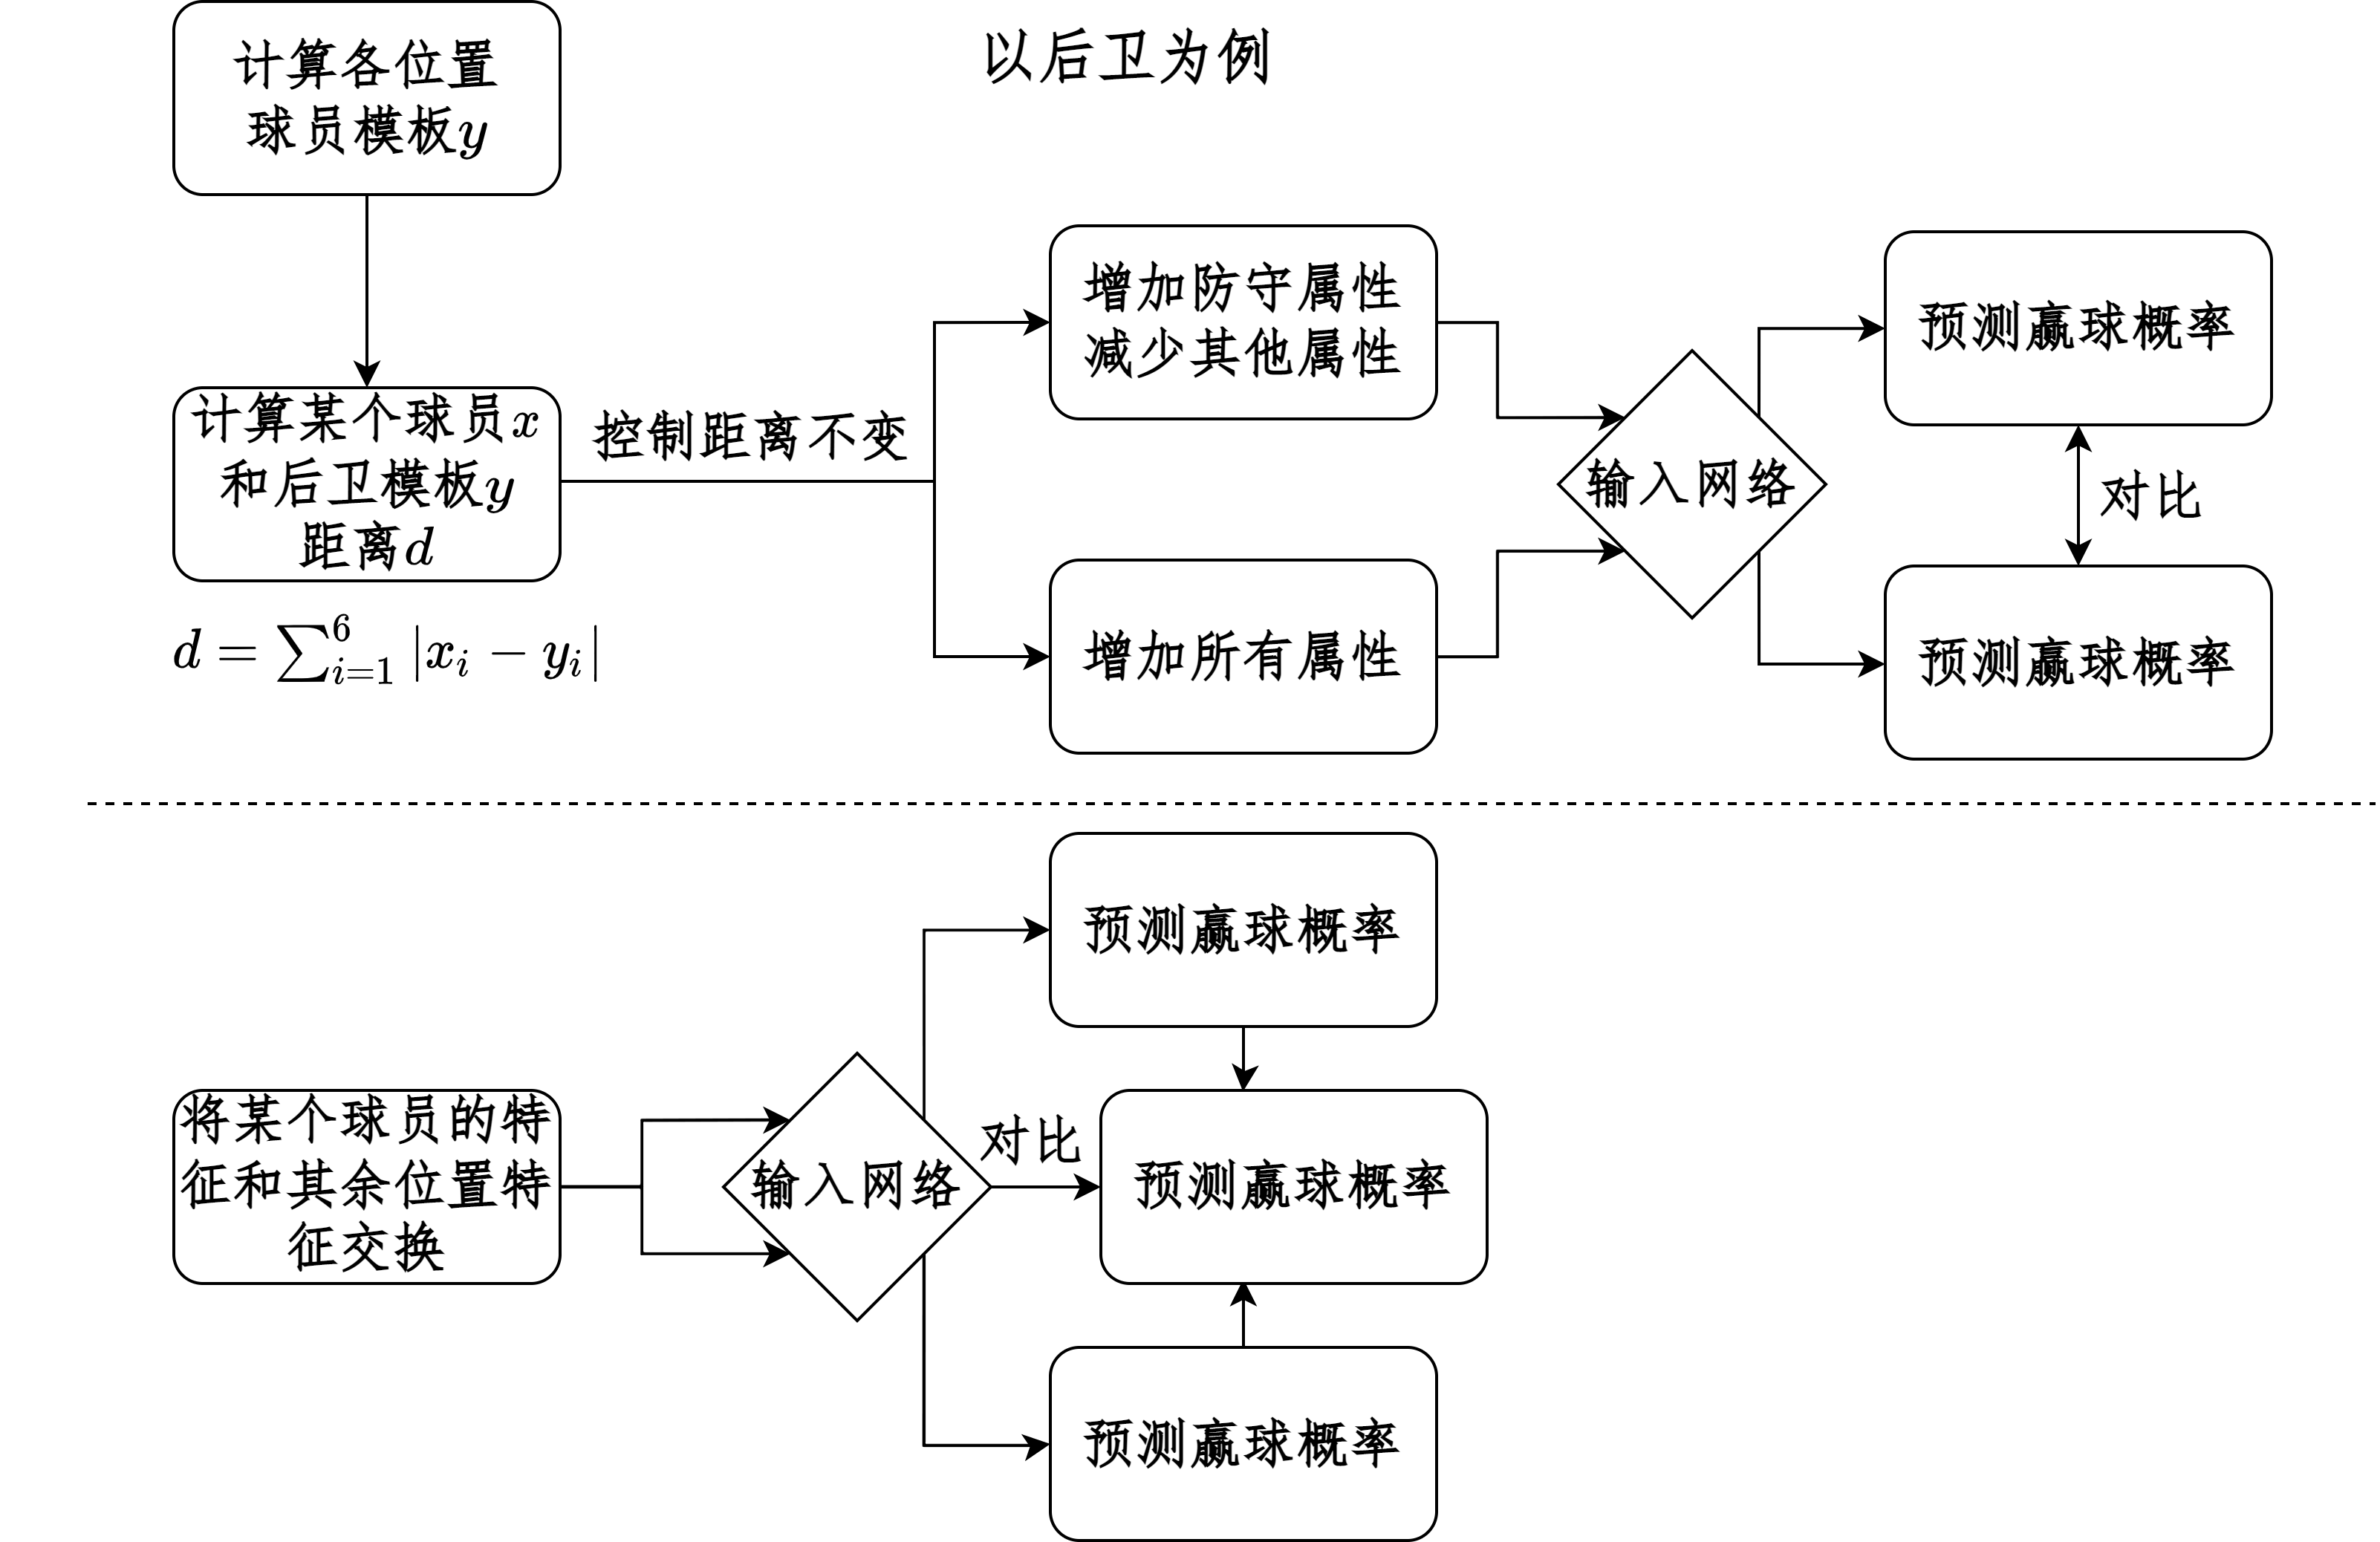 以后卫为例
计算各位置
球员模板y
计算某个球员x
和后卫模板y
距离d
d = ∑_{i=1}^{6} |x_i − y_i|
控制距离不变
增加防守属性
减少其他属性
增加所有属性
输入网络
预测赢球概率
对比
预测赢球概率
将某个球员的特
征和其余位置特
征交换
输入网络
对比
预测赢球概率
预测赢球概率
预测赢球概率